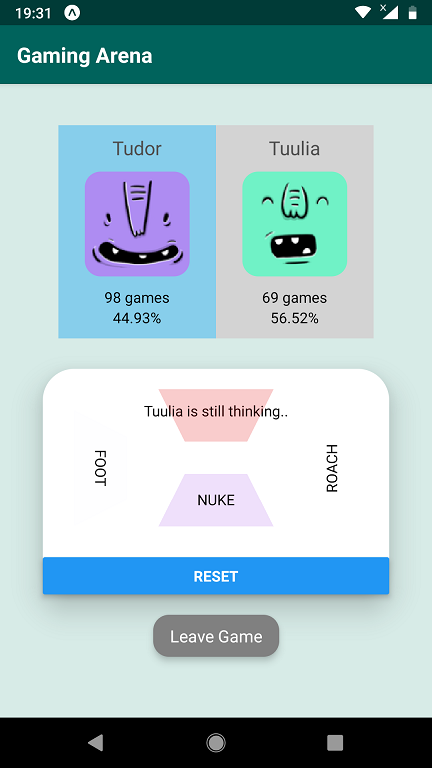 19:31
Gaming Arena
Tudor
Tuulia
98 games
44.93%
69 games
56.52%
Tuulia is still thinking..
FOOT
ROACH
NUKE
RESET
Leave Game